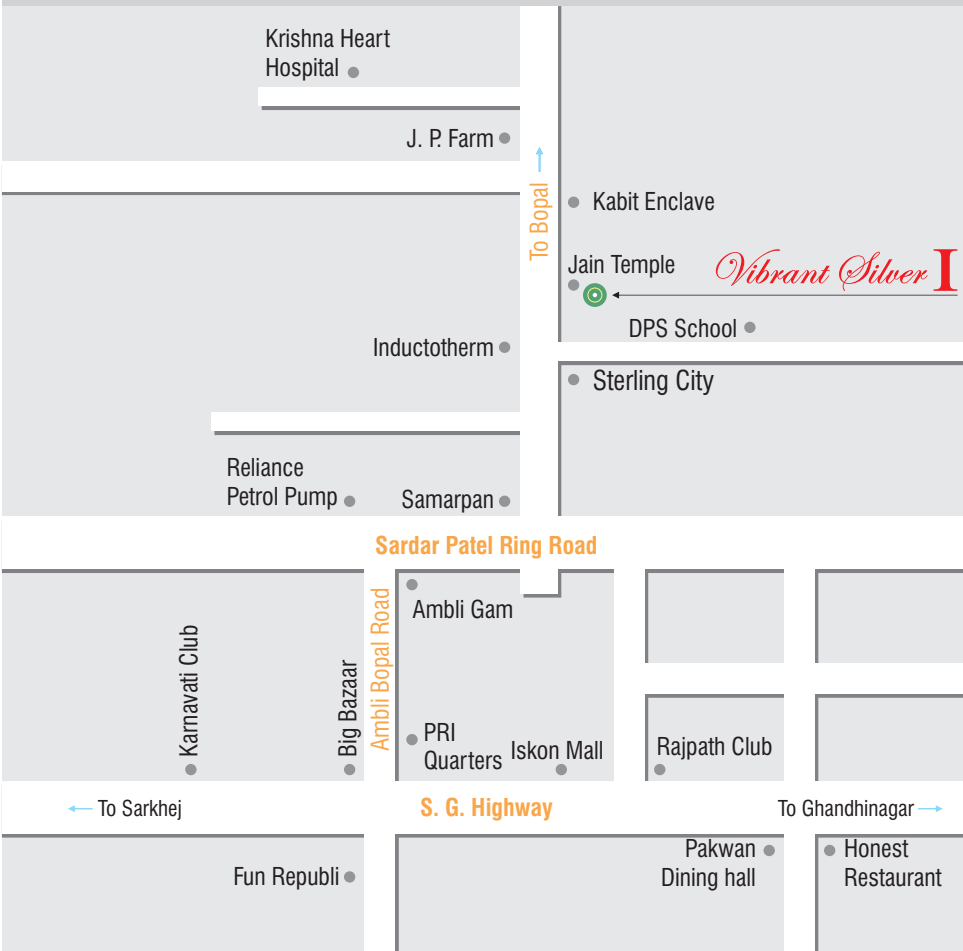 Krishna Heart
Hospital
J. P. Farm
To Bopal
Kabit Enclave
Jain Temple
Vibrant Silver I
DPS School
Inductotherm
Sterling City
Reliance
Petrol Pump
Samarpan
Sardar Patel Ring Road
Ambli Bopal Road
Ambli Gam
Karnavati Club
Big Bazaar
PRI
Quarters
Iskon Mall
Rajpath Club
To Sarkhej
S. G. Highway
To Ghandhinagar
Pakwan
Dining hall
Honest
Restaurant
Fun Republi